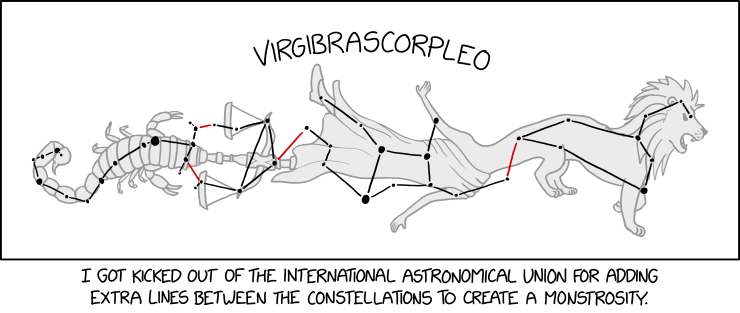 VIRGIBRASCORPLEO
I GOT KICKED OUT OF THE INTERNATIONAL ASTRONOMICAL UNION FOR ADDING
EXTRA LINES BETWEEN THE CONSTELLATIONS TO CREATE A MONSTROSITY.